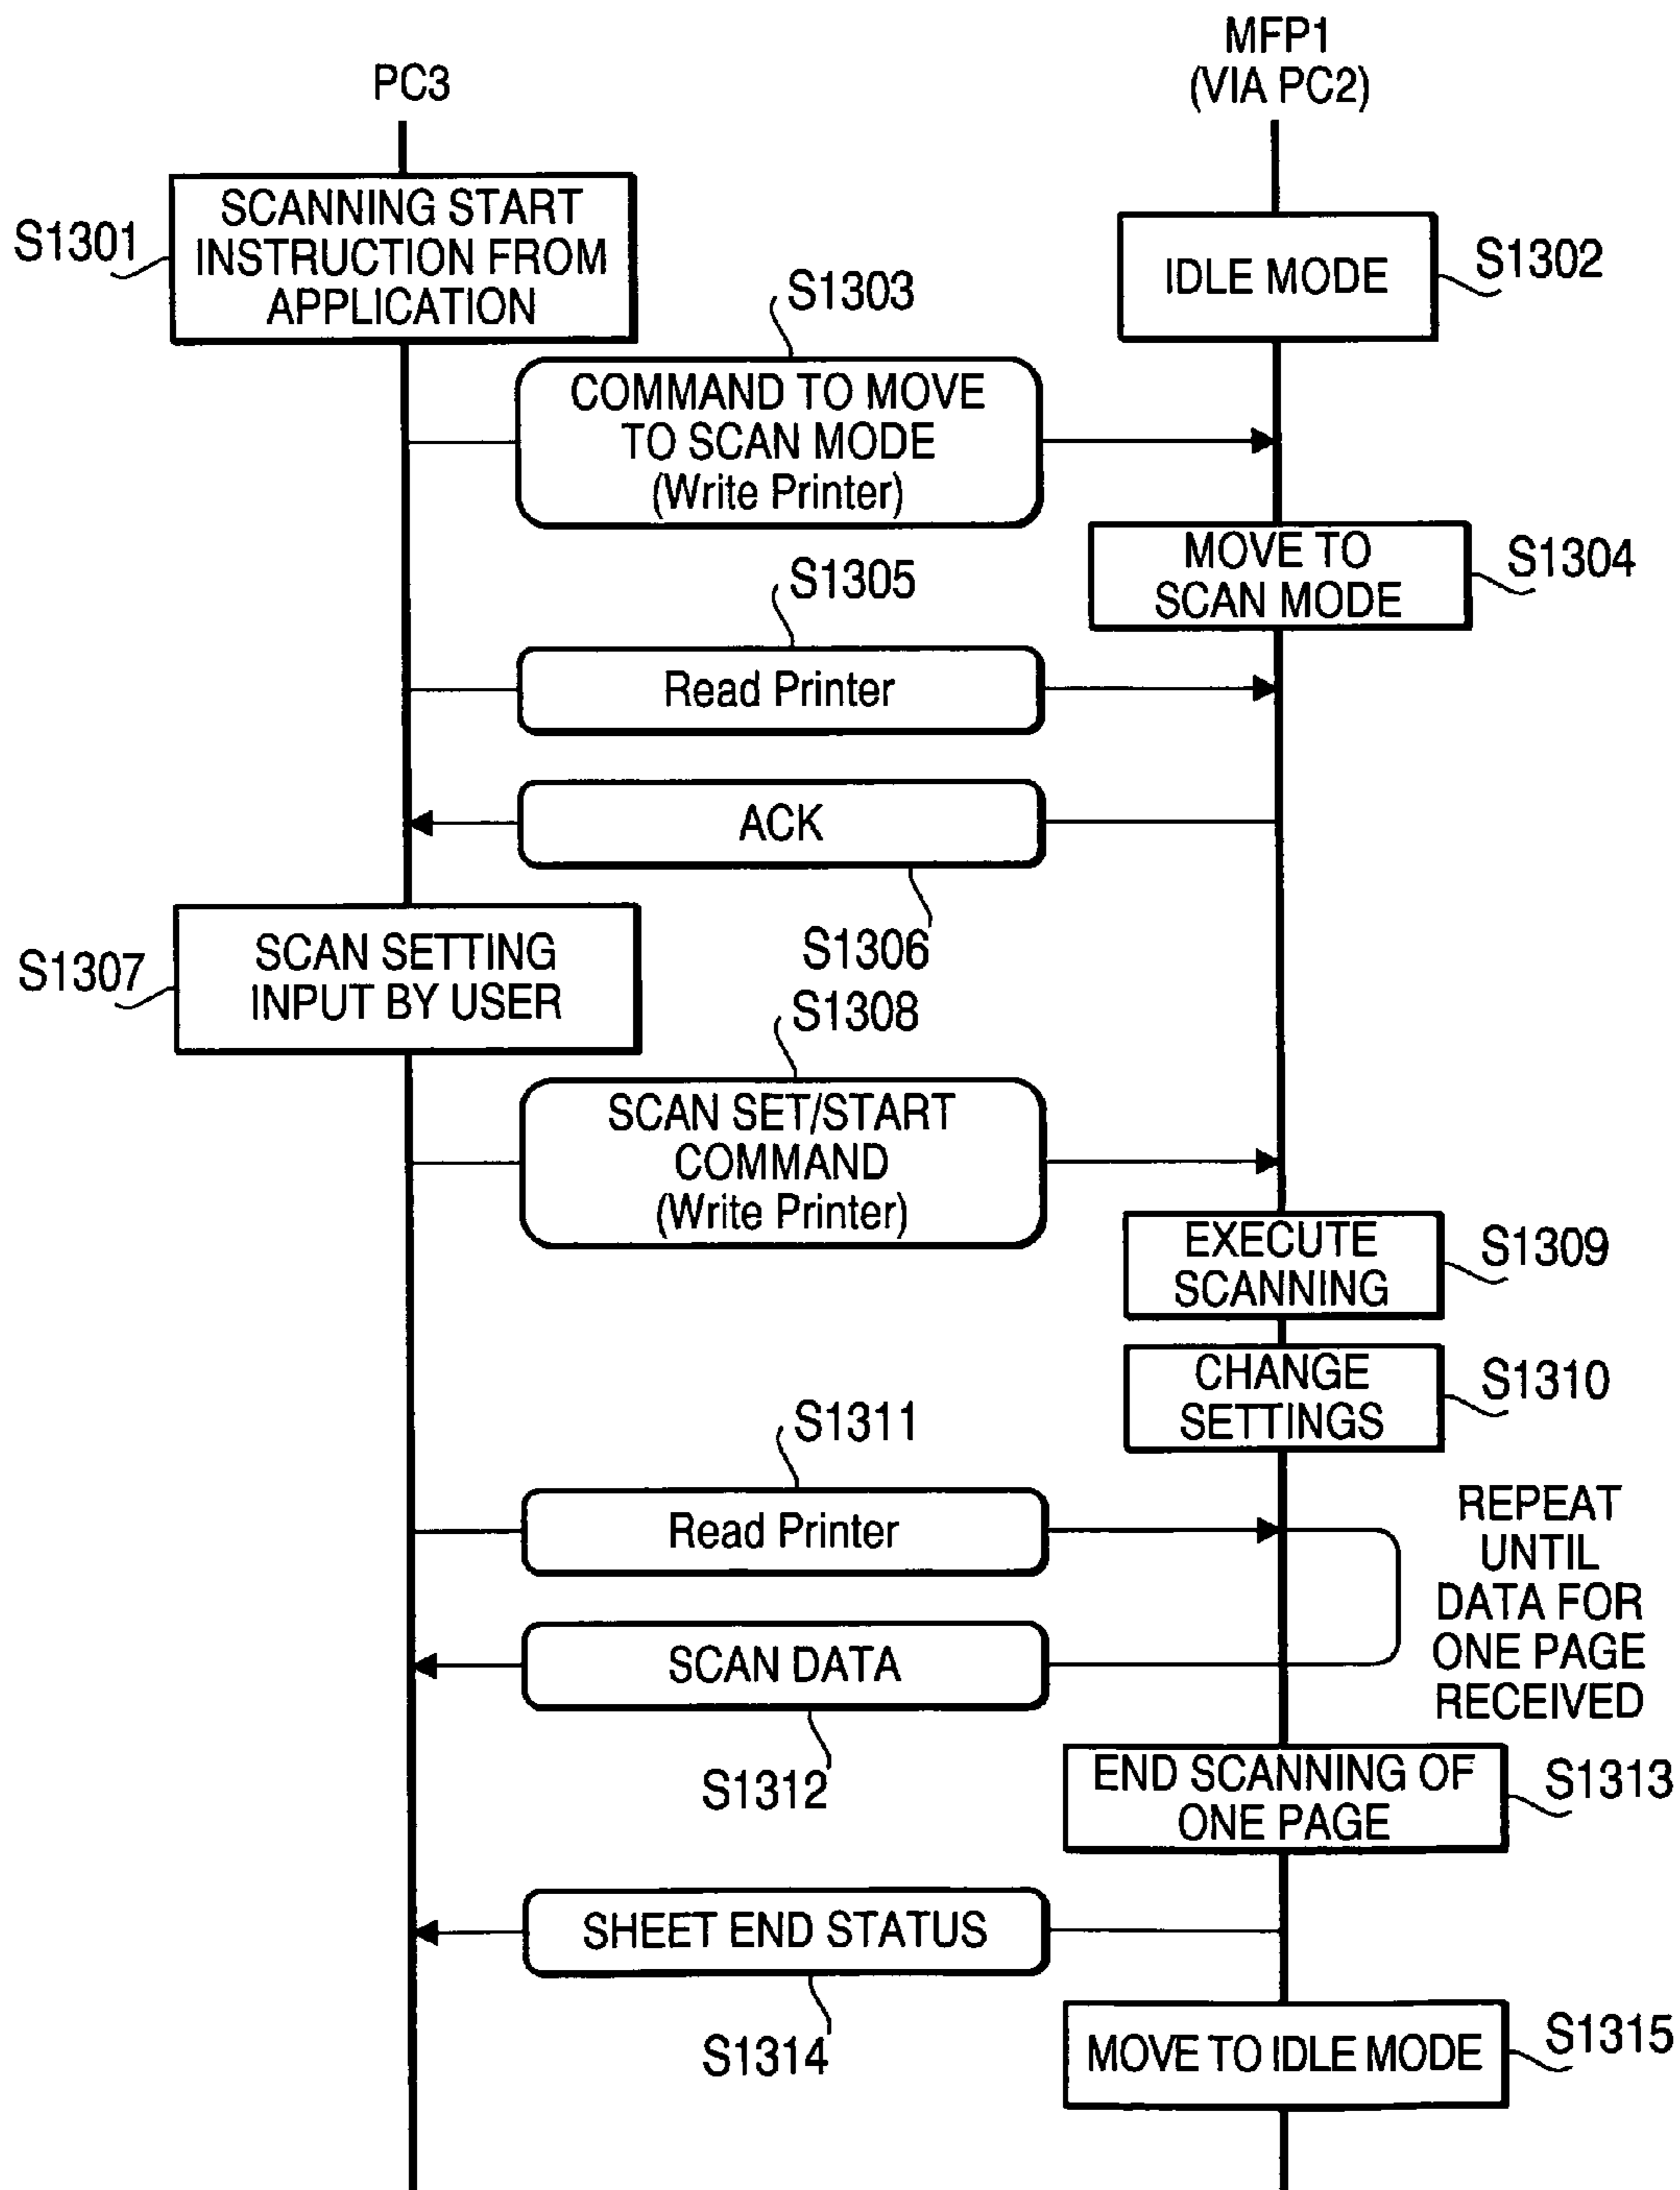 PC3
MFP1
(VIA PC2)
S1301
SCANNING START
INSTRUCTION FROM
APPLICATION
IDLE MODE
S1302
S1303
COMMAND TO MOVE
TO SCAN MODE
(Write Printer)
MOVE TO
SCAN MODE
S1304
S1305
Read Printer
ACK
S1306
S1307
SCAN SETTING
INPUT BY USER
S1308
SCAN SET/START
COMMAND
(Write Printer)
EXECUTE
SCANNING
S1309
CHANGE
SETTINGS
S1310
S1311
Read Printer
REPEAT
UNTIL
DATA FOR
ONE PAGE
RECEIVED
SCAN DATA
S1312
END SCANNING OF
ONE PAGE
S1313
SHEET END STATUS
S1314
MOVE TO IDLE MODE
S1315